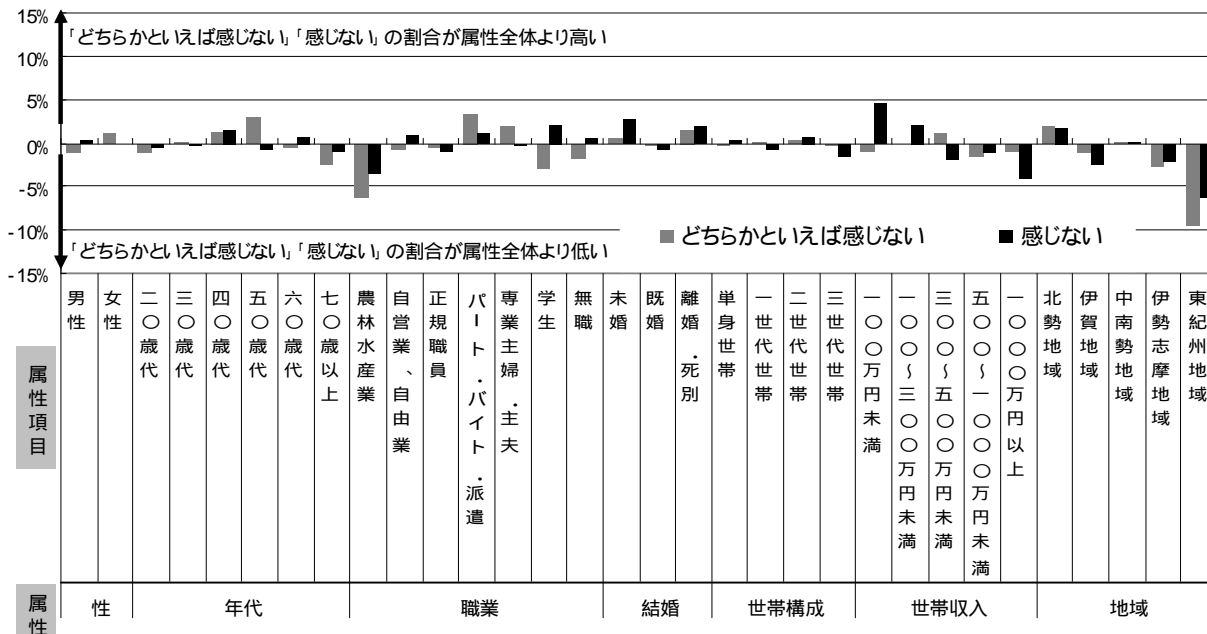 15%
「どちらかといえば感じない」「感じない」の割合が属性全体より高い
10%
5%
0%
-5%
-10%
-15%
■ どちらかといえば感じない ■ 感じない
「どちらかといえば感じない」「感じない」の割合が属性全体より低い
属性項目
男性
女性
二〇歳代
三〇歳代
四〇歳代
五〇歳代
六〇歳代
七〇歳以上
農林水産業
自営業、自由業
正規職員
パート・バイト・派遣
専業主婦・主夫
学生
無職
未婚
既婚
離婚・死別
単身世帯
一世代世帯
二世代世帯
三世代世帯
一〇〇万円未満
一〇〇~三〇〇万円未満
三〇〇~五〇〇万円未満
五〇〇~一〇〇〇万円未満
一〇〇〇万円以上
北勢地域
伊賀地域
中南勢地域
伊勢志摩地域
東紀州地域
属性
性
年代
職業
結婚
世帯構成
世帯収入
地域